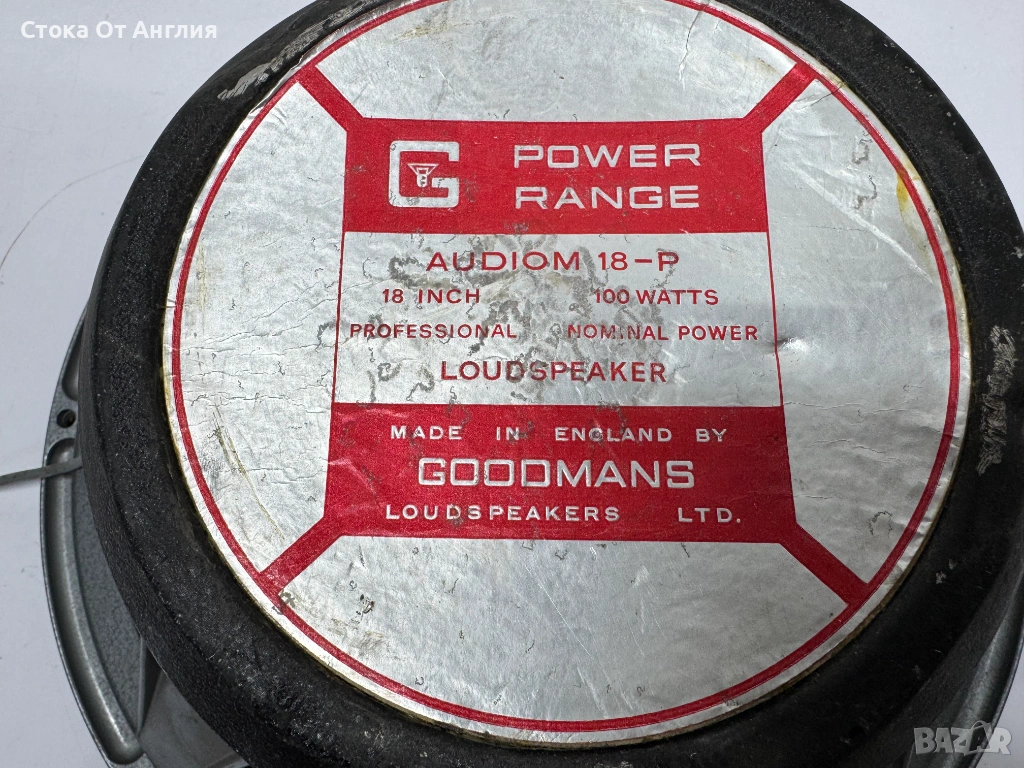 Стока От Англия
G POWER
RANGE
AUDIOM 18-P
18 INCH 100 WATTS
PROFESSIONAL NOMINAL POWER
LOUDSPEAKER
MADE IN ENGLAND BY
GOODMANS
LOUDSPEAKERS LTD.
BAZAR